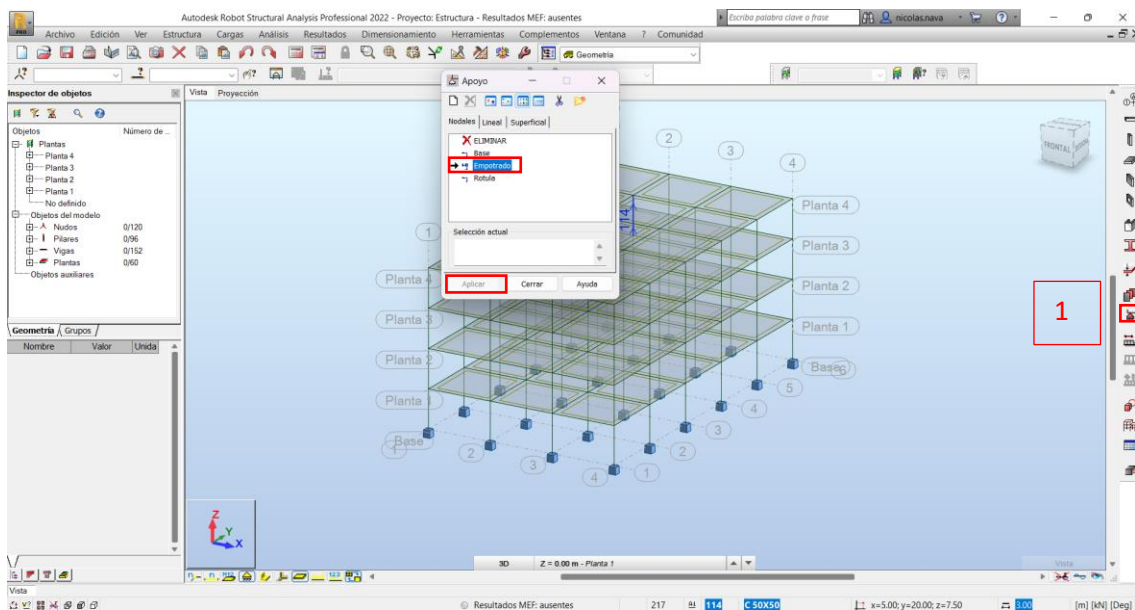 Autodesk Robot Structural Analysis Professional 2022 - Proyecto: Estructura - Resultados MEF: ausentes
Escriba palabra clave o frase
nicolas.nava
PRO
Archivo Edición Ver Estructura Cargas Análisis Resultados Dimensionamiento Herramientas Complementos Ventana ? Comunidad
Geometría
Inspector de objetos
Vista Proyección
Objetos Número de ...
Plantas
Planta 4
Planta 3
Planta 2
Planta 1
No definido
Objetos del modelo
Nudos 0/120
Pilares 0/96
Vigas 0/152
Plantas 0/60
Objetos auxiliares
Geometría Grupos
Nombre Valor Unida
Apoyo
Nodales Lineal Superficial
ELIMINAR
Base
Empotrado
Rotula
Selección actual
Aplicar Cerrar Ayuda
2
3
4
1
114
Planta 4
Planta 3
Planta 2
Planta 1
Base
6
5
4
3
2
1
Planta 4
Planta 3
Planta 2
Planta 1
Base
1
2
3
4
FRONTAL
1
Z
Y
X
3D Z = 0.00 m - Planta 1
Vista
Vista
Resultados MEF: ausentes 217 114 C 50X50 x=5.00; y=20.00; z=7.50 3.00 [m] [kN] [Deg]